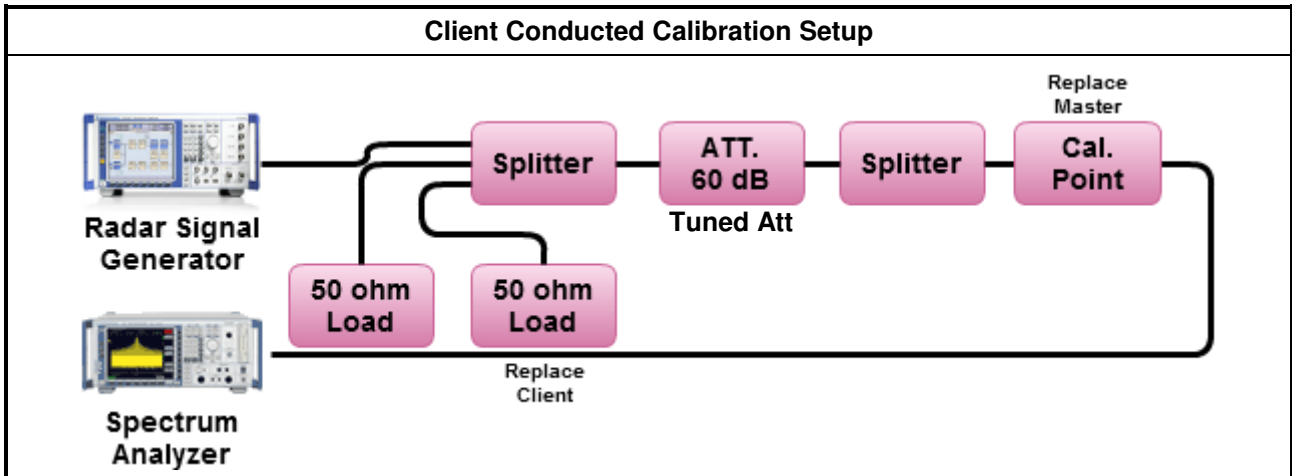 Client Conducted Calibration Setup
Replace
Master
Splitter
ATT.
60 dB
Splitter
Cal.
Point
Tuned Att
Radar Signal
Generator
50 ohm
Load
50 ohm
Load
Replace
Client
Spectrum
Analyzer